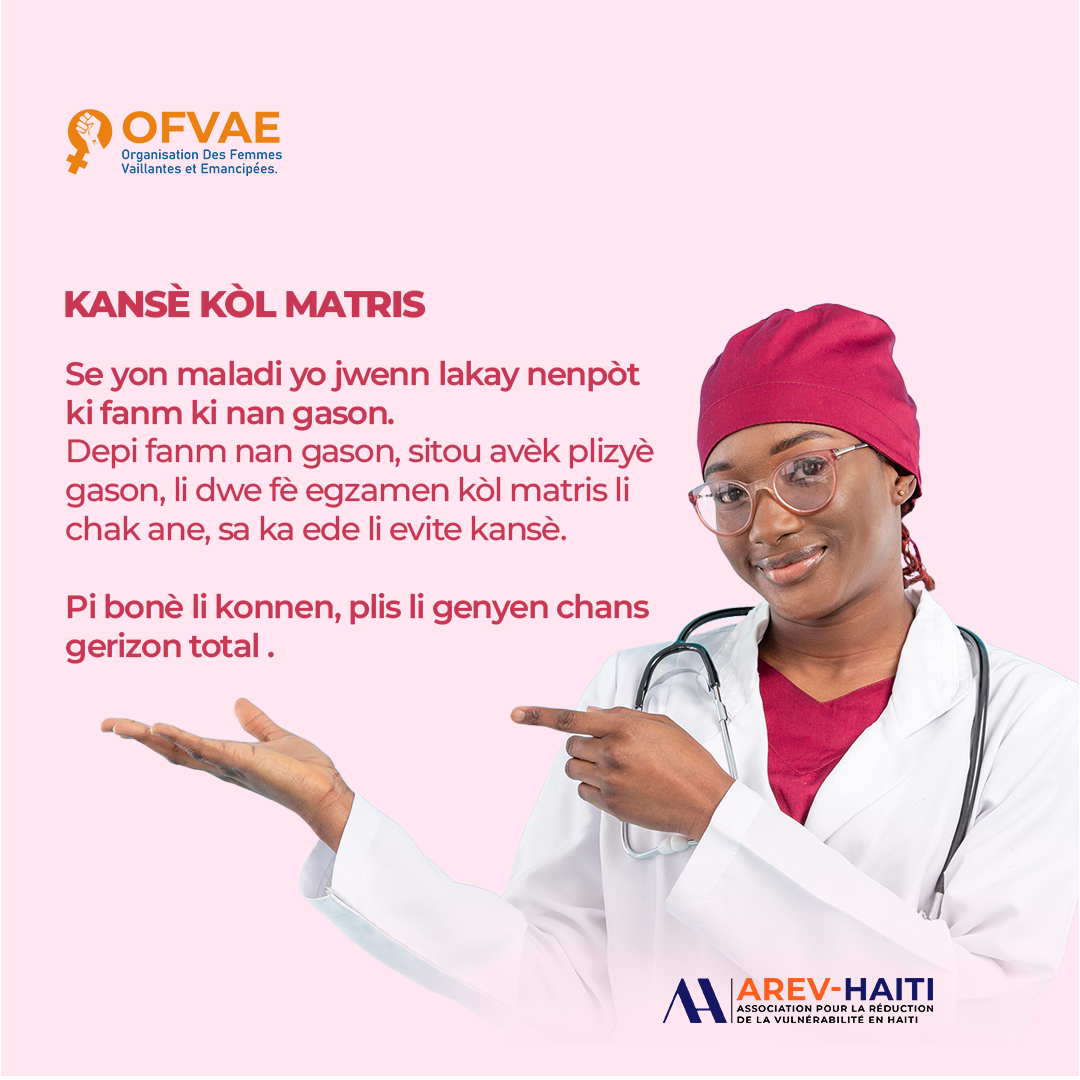 OFVAE
Organisation Des Femmes
Vaillantes et Emancipées.
KANSÈ KÒL MATRIS
Se yon maladi yo jwenn lakay nenpòt
ki fanm ki nan gason.
Depi fanm nan gason, sitou avèk plizyè
gason, li dwe fè egzamen kòl matris li
chak ane, sa ka ede li evite kansè.
Pi bonè li konnen, plis li genyen chans
gerizon total .
AREV-HAITI
ASSOCIATION POUR LA RÉDUCTION
DE LA VULNÉRABILITÉ EN HAITI